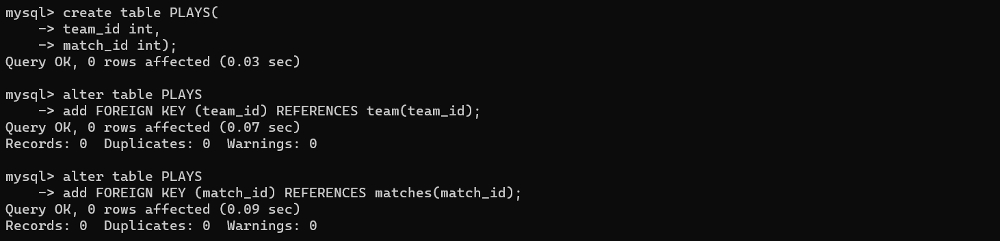 mysql> create table PLAYS(
    -> team_id int,
    -> match_id int);
Query OK, 0 rows affected (0.03 sec)

mysql> alter table PLAYS
    -> add FOREIGN KEY (team_id) REFERENCES team(team_id);
Query OK, 0 rows affected (0.07 sec)
Records: 0  Duplicates: 0  Warnings: 0

mysql> alter table PLAYS
    -> add FOREIGN KEY (match_id) REFERENCES matches(match_id);
Query OK, 0 rows affected (0.09 sec)
Records: 0  Duplicates: 0  Warnings: 0